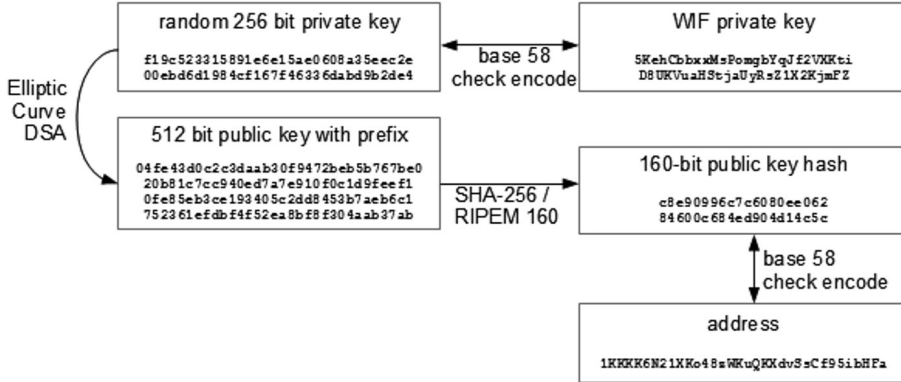 random 256 bit private key
f19c523315891e6e15ae0608a35eec2e
00ebd6d1984cf167f46336dabd9b2de4
base 58
check encode
WIF private key
5KehCbbxxMsPomgbYqJf2VXKti
D8UKVuaHStjaUyRsZ1X2KjmFZ
Elliptic
Curve
DSA
512 bit public key with prefix
04fe43d0c2c3daab30f9472beb5b767be0
20b81c7cc940ed7a7e910f0c1d9feef1
0fe85eb3ce193405c2dd8453b7aeb6c1
752361efdbf4f52ea8bf8f304aab37ab
SHA-256 /
RIPEM 160
160-bit public key hash
c8e90996c7c6080ee062
84600c684ed904d14c5c
base 58
check encode
address
1KKKK6N21XKo48zWKuQKXdvSsCf95ibHFa